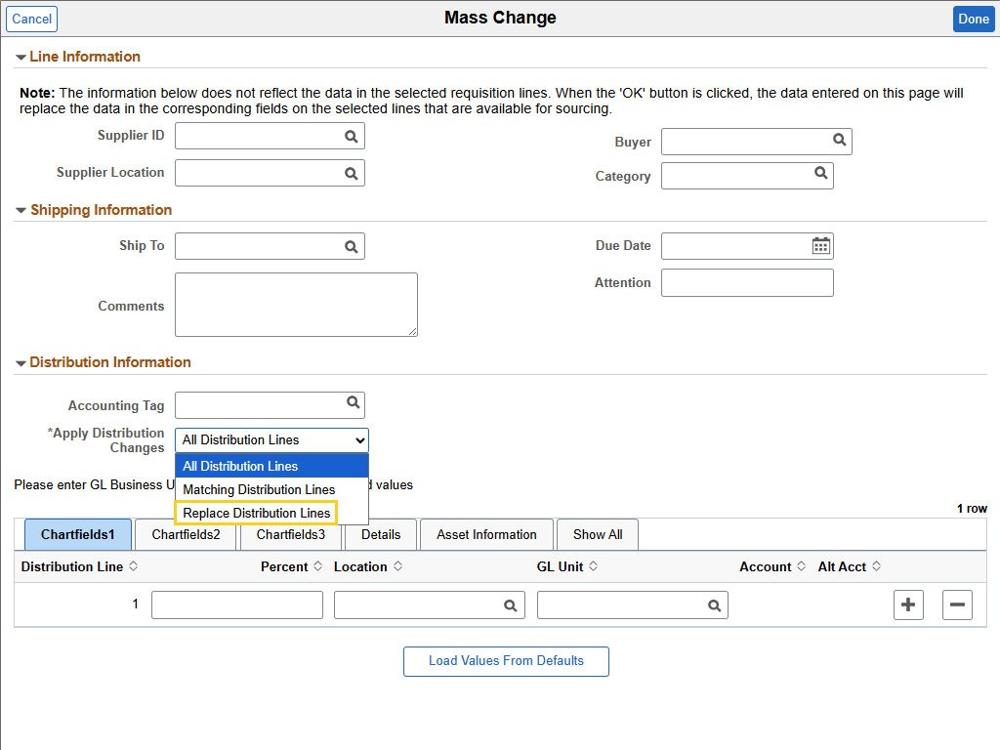 Cancel
Mass Change
Done
Line Information
Note: The information below does not reflect the data in the selected requisition lines. When the 'OK' button is clicked, the data entered on this page will
replace the data in the corresponding fields on the selected lines that are available for sourcing.
Supplier ID
Buyer
Supplier Location
Category
Shipping Information
Ship To
Due Date
Attention
Comments
Distribution Information
Accounting Tag
*Apply Distribution
Changes
All Distribution Lines
All Distribution Lines
Matching Distribution Lines
Replace Distribution Lines
Please enter GL Business U
values
1 row
Chartfields1
Chartfields2
Chartfields3
Details
Asset Information
Show All
Distribution Line
Percent
Location
GL Unit
Account
Alt Acct
1
Load Values From Defaults